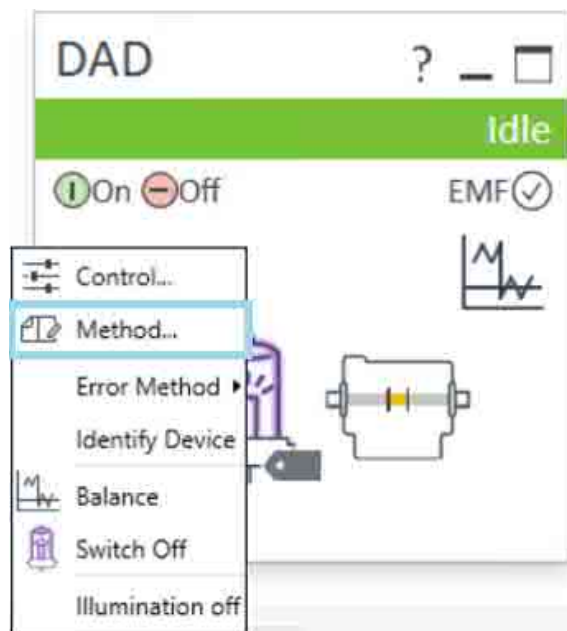 DAD ?
Idle
On Off EMF
Control...
Method...
Error Method
Identify Device
Balance
Switch Off
Illumination off